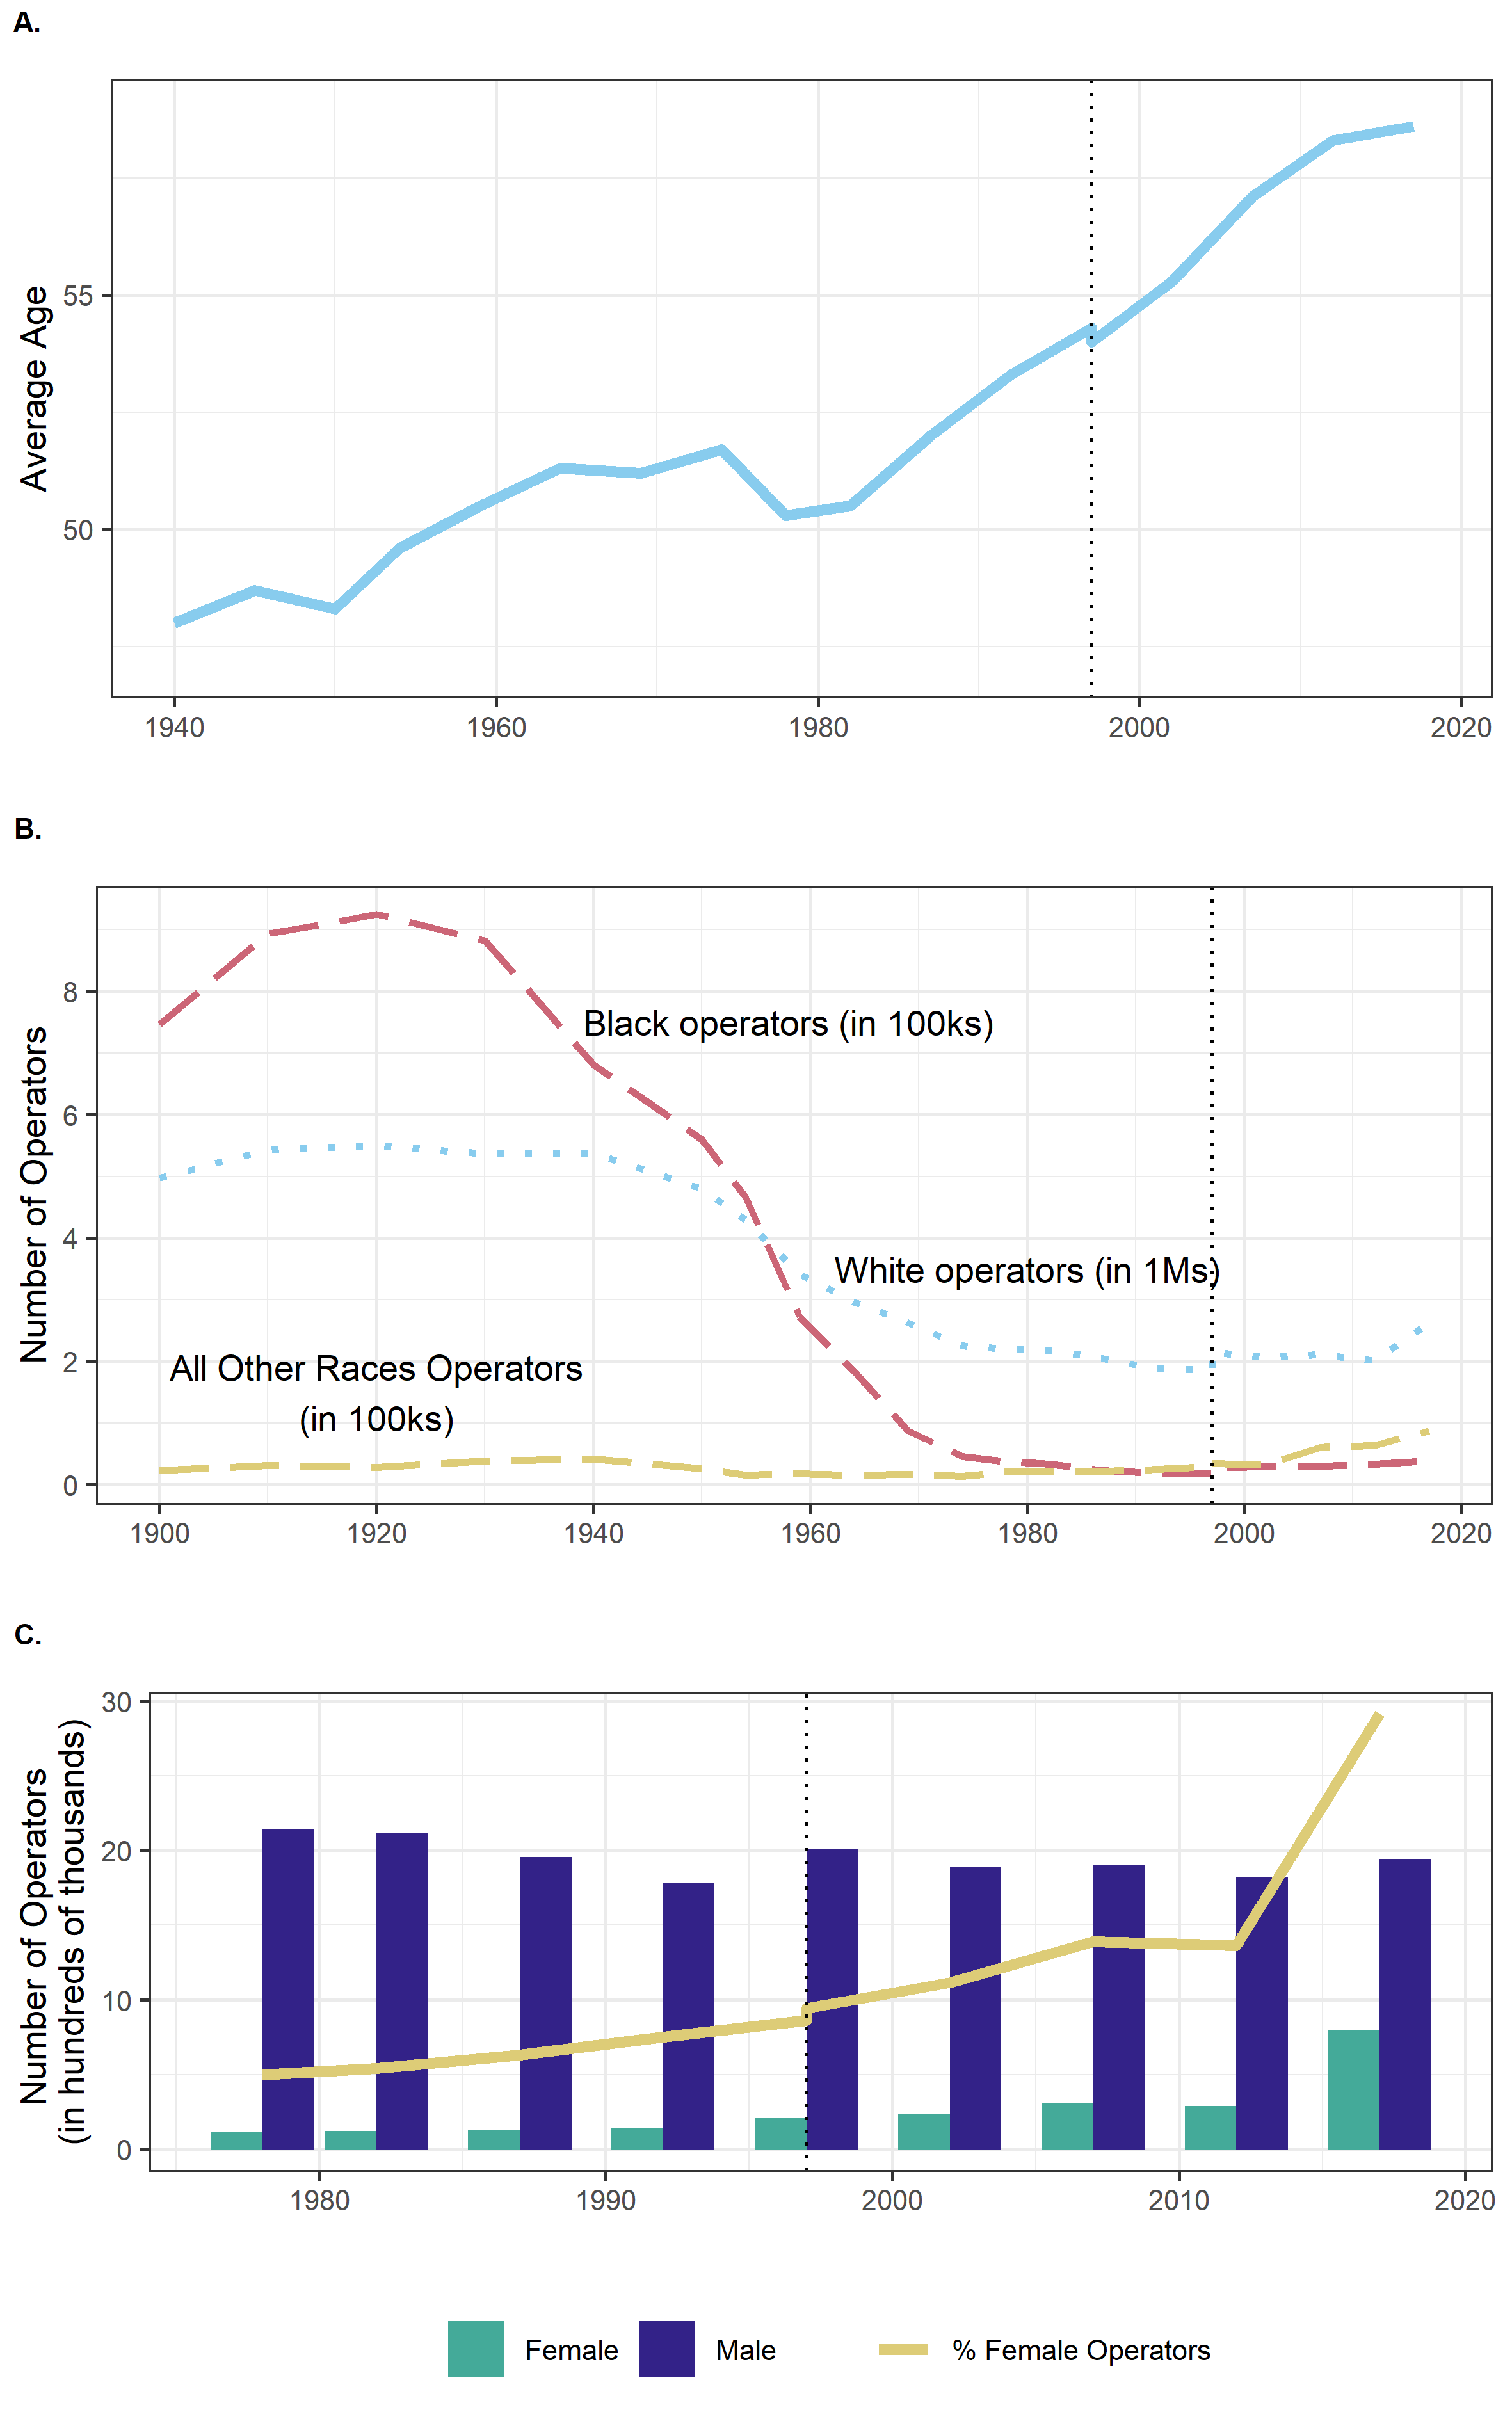 A.
Average Age
55
50
1940 1960 1980 2000 2020
B.
Number of Operators
8
6
4
2
0
Black operators (in 100ks)
White operators (in 1Ms)
All Other Races Operators
(in 100ks)
1900 1920 1940 1960 1980 2000 2020
C.
Number of Operators
(in hundreds of thousands)
30
20
10
0
1980 1990 2000 2010 2020
Female Male % Female Operators